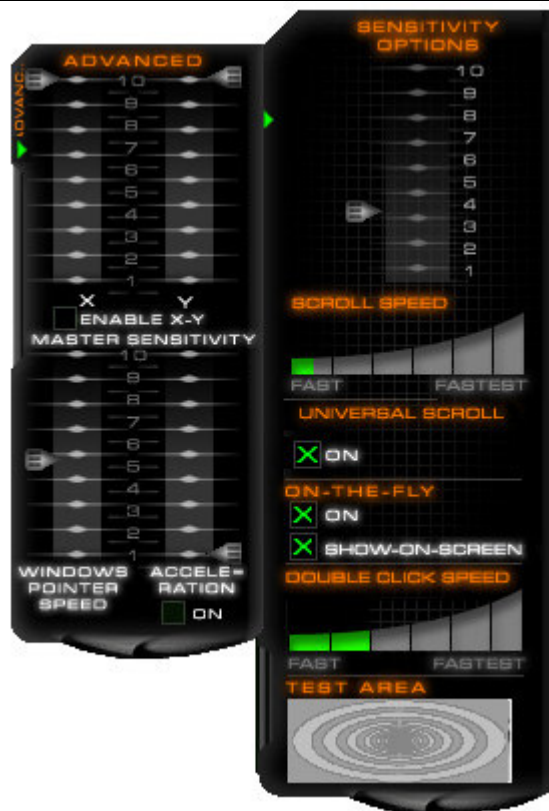 ADVANCED
ADVANC...
10
9
8
7
6
5
4
3
2
1
X Y
ENABLE X-Y
MASTER SENSITIVITY
10
9
8
7
6
5
4
3
2
1
WINDOWS POINTER SPEED
ACCELE-
RATION
ON
SENSITIVITY
OPTIONS
10
9
8
7
6
5
4
3
2
1
SCROLL SPEED
FAST FASTEST
UNIVERSAL SCROLL
ON
ON-THE-FLY
ON
SHOW-ON-SCREEN
DOUBLE CLICK SPEED
FAST FASTEST
TEST AREA